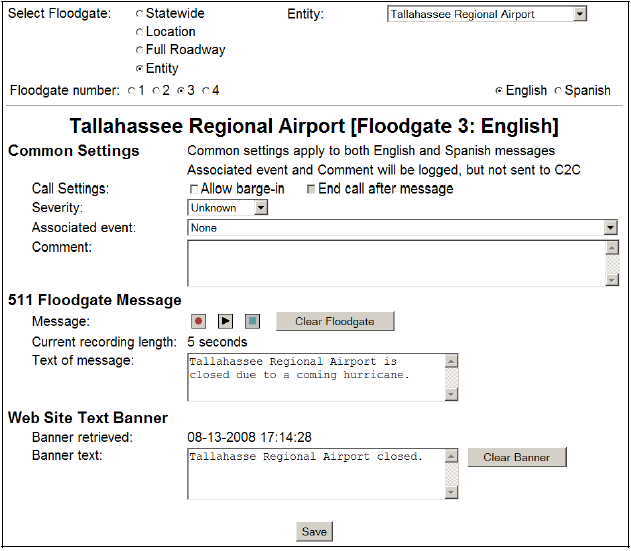 Select Floodgate: Statewide Entity: Tallahassee Regional Airport
Location
Full Roadway
Entity
Floodgate number: 1 2 3 4 English Spanish
Tallahassee Regional Airport [Floodgate 3: English]
Common Settings Common settings apply to both English and Spanish messages
Associated event and Comment will be logged, but not sent to C2C
Call Settings: Allow barge-in End call after message
Severity: Unknown
Associated event: None
Comment:
511 Floodgate Message
Message: Clear Floodgate
Current recording length: 5 seconds
Text of message: Tallahassee Regional Airport is
closed due to a coming hurricane.
Web Site Text Banner
Banner retrieved: 08-13-2008 17:14:28
Banner text: Tallahasse Regional Airport closed. Clear Banner
Save